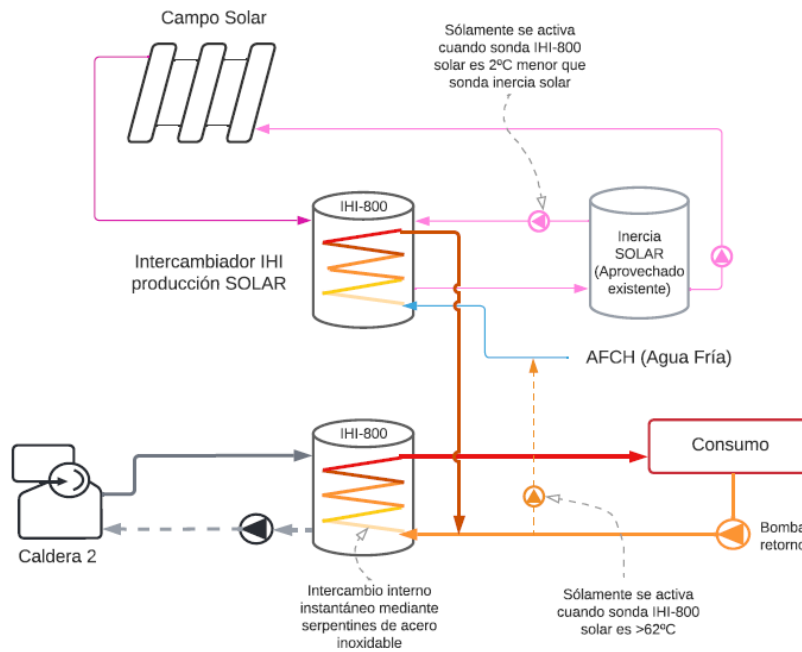 Campo Solar
Sólamente se activa
cuando sonda IHI-800
solar es 2ºC menor que
sonda inercia solar
IHI-800
Intercambiador IHI
producción SOLAR
Inercia
SOLAR
(Aprovechado
existente)
AFCH (Agua Fría)
IHI-800
Consumo
Caldera 2
Bomba
retorno
Intercambio interno
instantáneo mediante
serpentines de acero
inoxidable
Sólamente se activa
cuando sonda IHI-800
solar es >62ºC